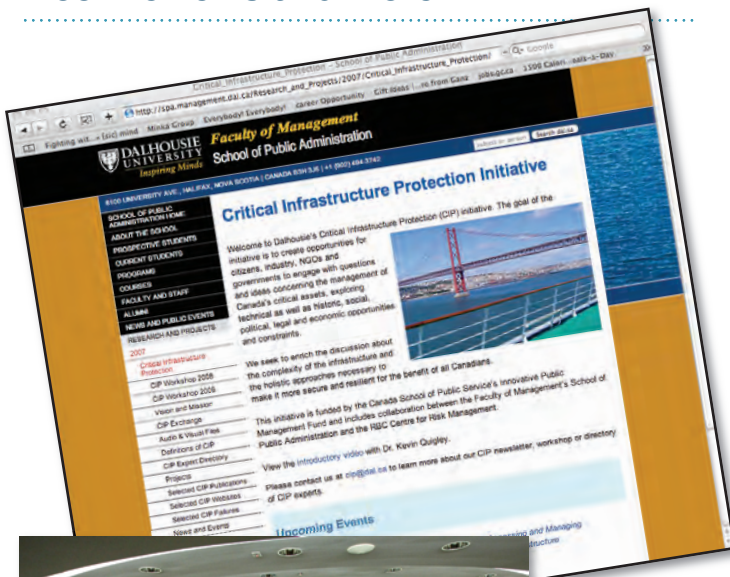 Critical_Infrastructure_Protection - School of Public Administration
http://spa.management.dal.ca/Research_and_Projects/2007/Critical_Infrastructure_Protection/
Google
Minka Group
Everybody! Everybody!
career Opportunity
jobs.gc.ca
DALHOUSIE
UNIVERSITY
Inspiring Minds
Faculty of Management
School of Public Administration
6100 UNIVERSITY AVE., HALIFAX, NOVA SCOTIA | CANADA B3H 3J5 | +1 (902) 494.3742
Search dal.ca
SCHOOL OF PUBLIC
ADMINISTRATION HOME
ABOUT THE SCHOOL
PROSPECTIVE STUDENTS
CURRENT STUDENTS
PROGRAMS
COURSES
FACULTY AND STAFF
ALUMNI
NEWS AND PUBLIC EVENTS
RESEARCH AND PROJECTS
2007
Critical Infrastructure
Protection
CIP Workshop 2008
CIP Workshop 2009
Vision and Mission
CIP Exchange
Audio & Visual Files
Definitions of CIP
CIP Expert Directory
Projects
Selected CIP Publications
Selected CIP Websites
Selected CIP Failures
News and Events
Critical Infrastructure Protection Initiative
Welcome to Dalhousie's Critical Infrastructure Protection (CIP) initiative. The goal of the
initiative is to create opportunities for
citizens, industry, NGOs and
governments to engage with questions
and ideas concerning the management of
Canada's critical assets, exploring
technical as well as historic, social,
political, legal and economic opportunities
and constraints.
We seek to enrich the discussion about
the complexity of the infrastructure and
the holistic approaches necessary to
make it more secure and resilient for the benefit of all Canadians.
This initiative is funded by the Canada School of Public Service's Innovative Public
Management Fund and includes collaboration between the Faculty of Management's School of
Public Administration and the RBC Centre for Risk Management.
View the introductory video with Dr. Kevin Quigley.
Please contact us at cip@dal.ca to learn more about our CIP newsletter, workshop or directory
of CIP experts.
Upcoming Events
and Managing